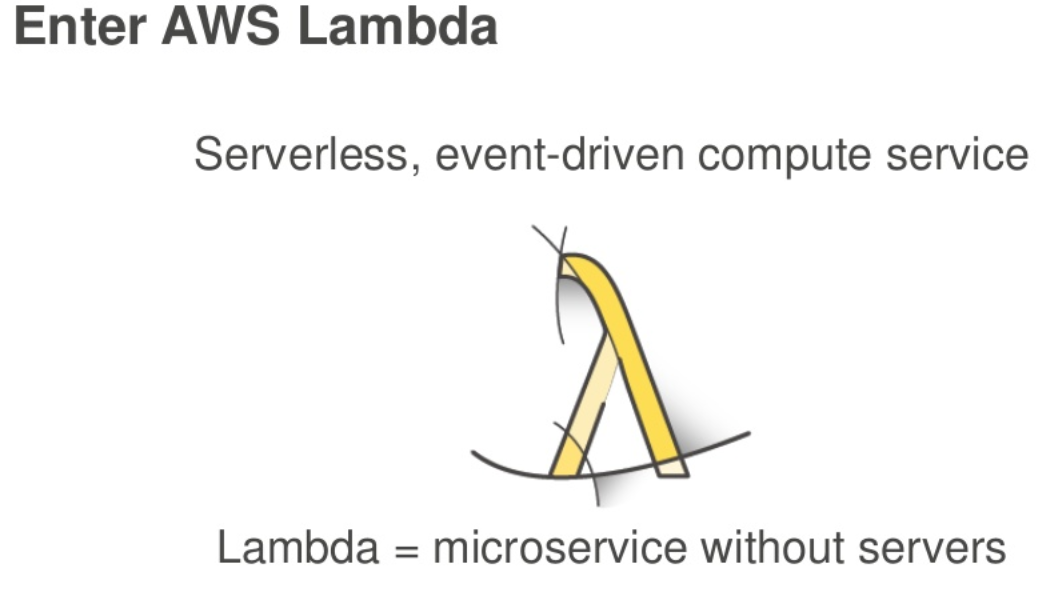 Enter AWS Lambda
Serverless, event-driven compute service
Lambda = microservice without servers